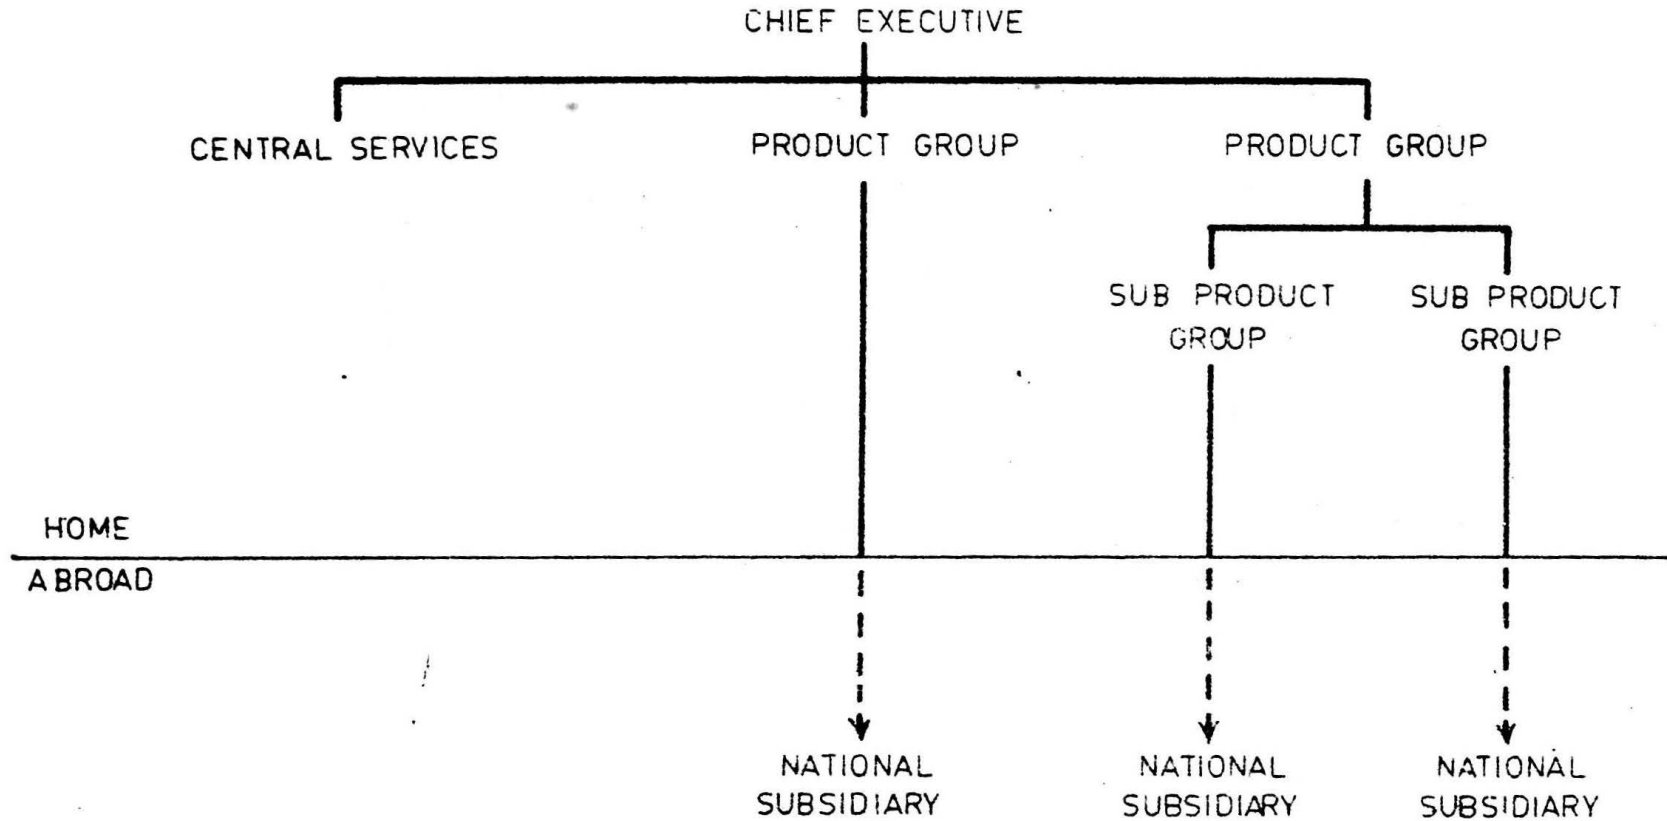 CHIEF EXECUTIVE
CENTRAL SERVICES
PRODUCT GROUP
PRODUCT GROUP
SUB PRODUCT
GROUP
SUB PRODUCT
GROUP
HOME
ABROAD
NATIONAL
SUBSIDIARY
NATIONAL
SUBSIDIARY
NATIONAL
SUBSIDIARY